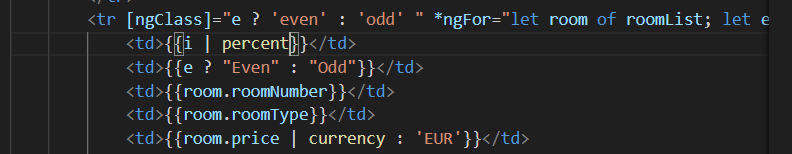 <tr [ngClass]="e ? 'even' : 'odd' " *ngFor="let room of roomList; let e
<td>{{i | percent}}</td>
<td>{{e ? "Even" : "Odd"}}</td>
<td>{{room.roomNumber}}</td>
<td>{{room.roomType}}</td>
<td>{{room.price | currency : 'EUR'}}</td>